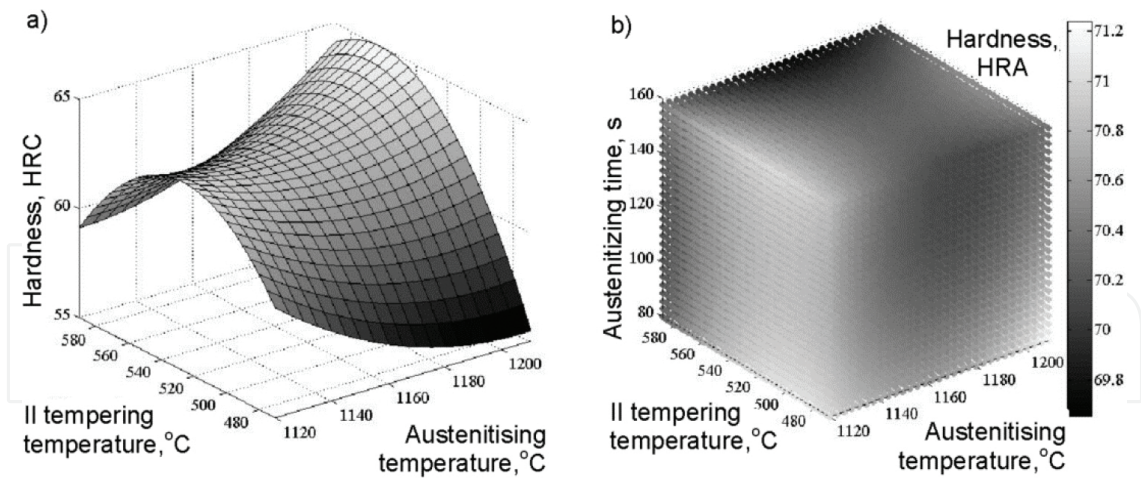 a)
65
60
55
Hardness, HRC
580
560
540
520
500
480
II tempering
temperature,°C
1120
1140
1160
1180
1200
Austenitising
temperature,°C
b)
Hardness,
HRA
160
140
120
100
80
Austenitizing time, s
580
560
540
520
500
480
II tempering
temperature,°C
1120
1140
1160
1180
1200
Austenitising
temperature,°C
71.2
71
70.8
70.6
70.4
70.2
70
69.8